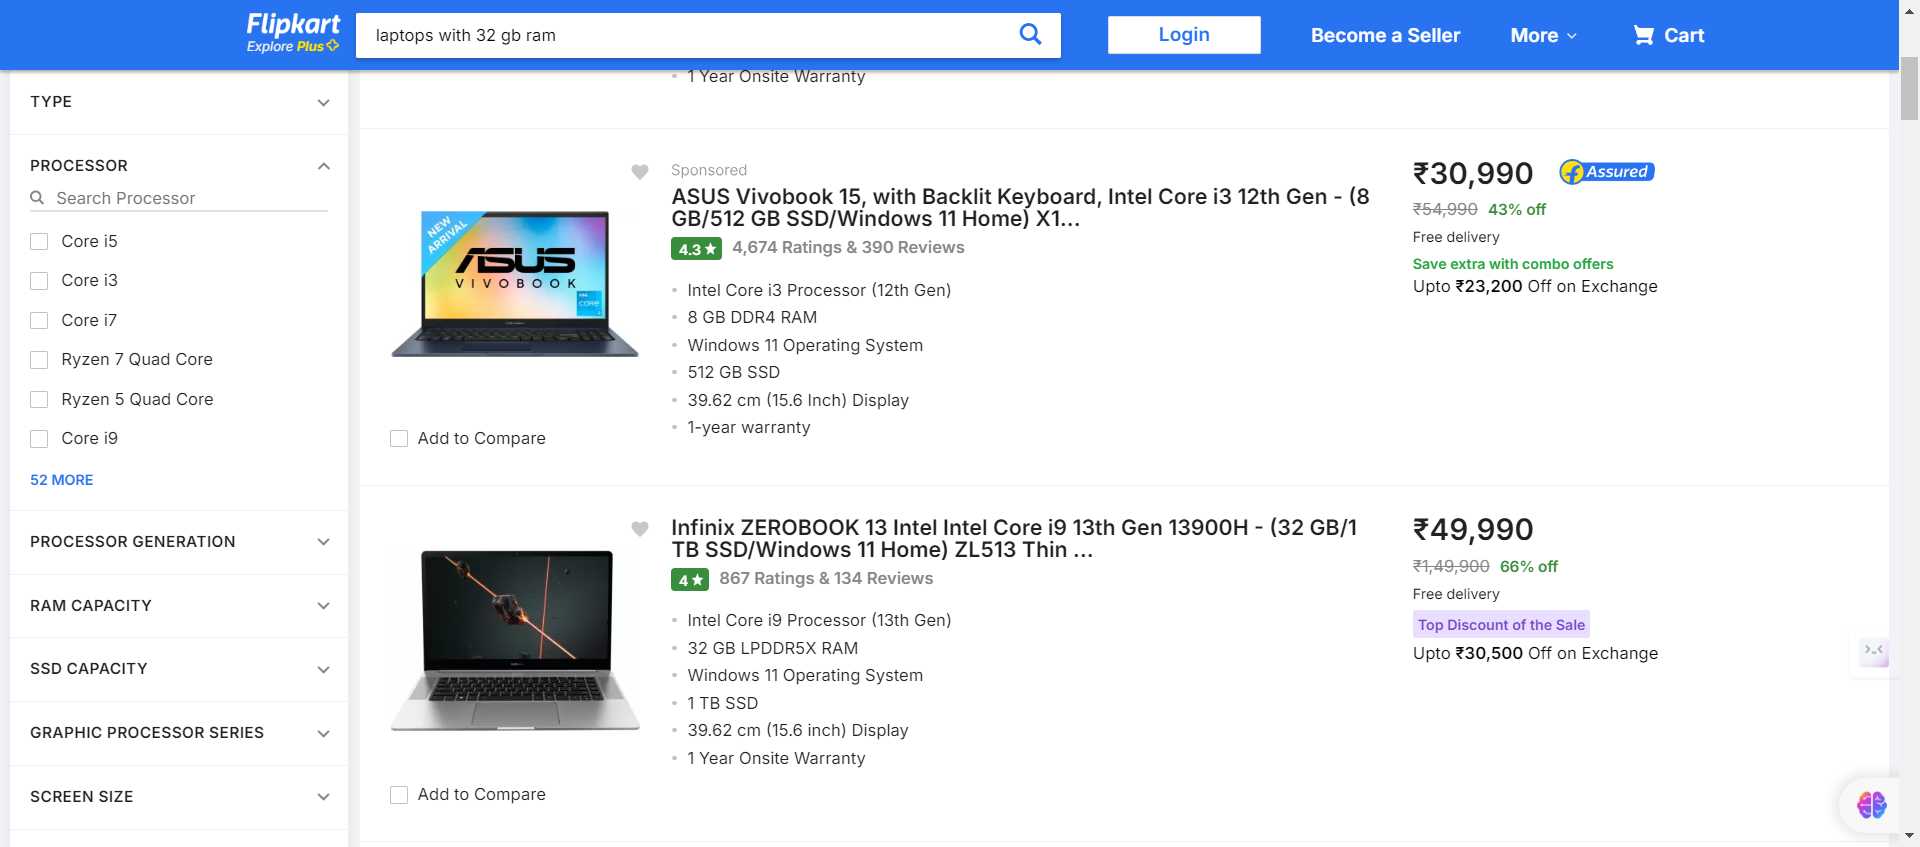 Flipkart
Explore Plus
laptops with 32 gb ram
Login
Become a Seller
More
Cart
TYPE
PROCESSOR
Search Processor
Core i5
Core i3
Core i7
Ryzen 7 Quad Core
Ryzen 5 Quad Core
Core i9
52 MORE
PROCESSOR GENERATION
RAM CAPACITY
SSD CAPACITY
GRAPHIC PROCESSOR SERIES
SCREEN SIZE
1 Year Onsite Warranty
NEW
ARRIVAL
ASUS
VIVOBOOK
intel
core
i3
Add to Compare
Sponsored
ASUS Vivobook 15, with Backlit Keyboard, Intel Core i3 12th Gen - (8
GB/512 GB SSD/Windows 11 Home) X1...
4.3 ★ 4,674 Ratings & 390 Reviews
Intel Core i3 Processor (12th Gen)
8 GB DDR4 RAM
Windows 11 Operating System
512 GB SSD
39.62 cm (15.6 Inch) Display
1-year warranty
₹30,990
Assured
₹54,990 43% off
Free delivery
Save extra with combo offers
Upto ₹23,200 Off on Exchange
Add to Compare
Infinix ZEROBOOK 13 Intel Intel Core i9 13th Gen 13900H - (32 GB/1
TB SSD/Windows 11 Home) ZL513 Thin ...
4 ★ 867 Ratings & 134 Reviews
Intel Core i9 Processor (13th Gen)
32 GB LPDDR5X RAM
Windows 11 Operating System
1 TB SSD
39.62 cm (15.6 inch) Display
1 Year Onsite Warranty
₹49,990
₹1,49,900 66% off
Free delivery
Top Discount of the Sale
Upto ₹30,500 Off on Exchange